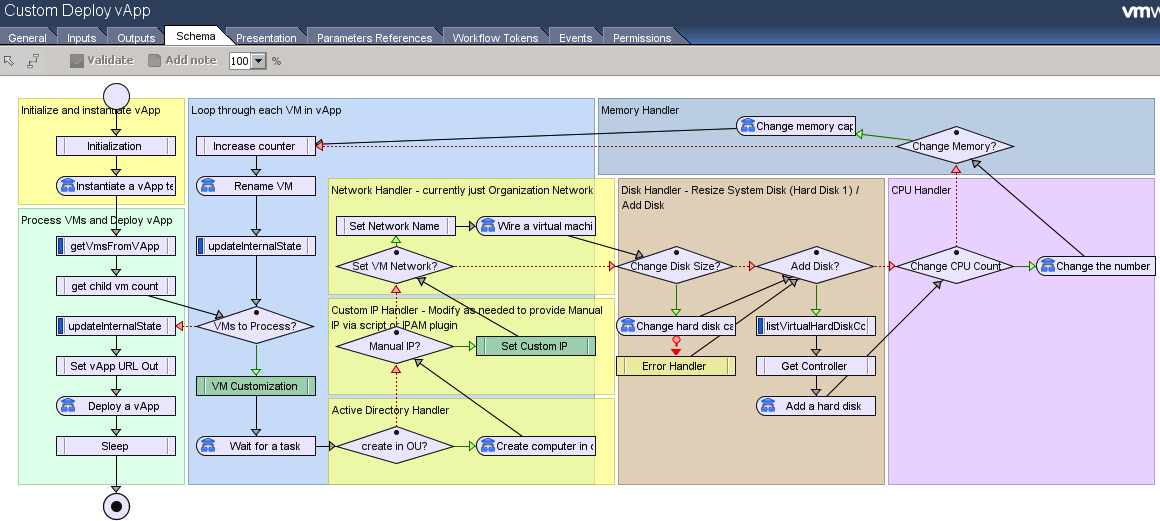 Custom Deploy vApp
vmw
General Inputs Outputs Schema Presentation Parameters References Workflow Tokens Events Permissions
Validate Add note 100 %
Initialize and instantiate vApp
Initialization
Instantiate a vApp te
Process VMs and Deploy vApp
getVmsFromVApp
get child vm count
updateInternalState
Set vApp URL Out
Deploy a vApp
Sleep
Loop through each VM in vApp
Increase counter
Rename VM
updateInternalState
VMs to Process?
VM Customization
Wait for a task
Network Handler - currently just Organization Network
Set Network Name
Wire a virtual machi
Set VM Network?
Custom IP Handler - Modify as needed to provide Manual
IP via script or IPAM plugin
Manual IP?
Set Custom IP
Active Directory Handler
create in OU?
Create computer in o
Disk Handler - Resize System Disk (Hard Disk 1) /
Add Disk
Change Disk Size?
Add Disk?
Change hard disk ca
listVirtualHardDiskCo
Error Handler
Get Controller
Add a hard disk
Memory Handler
Change memory cap
Change Memory?
CPU Handler
Change CPU Count
Change the number